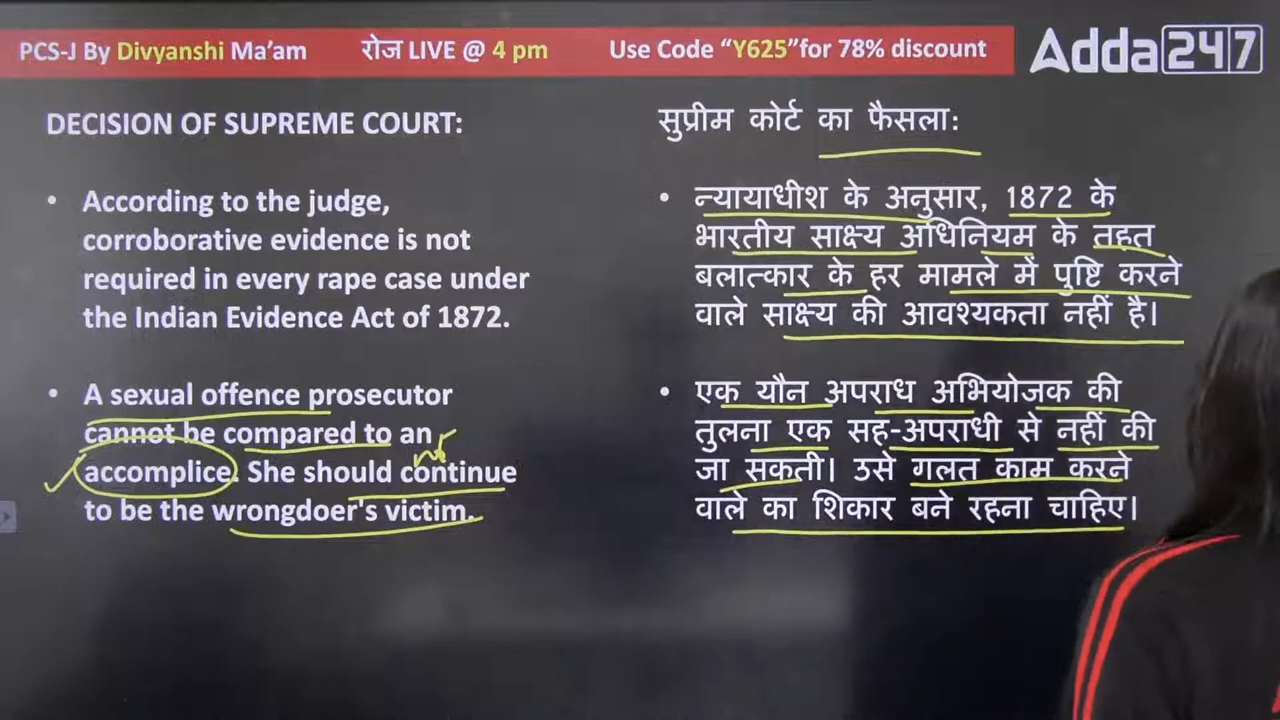 PCS-J By Divyanshi Ma'am रोज LIVE @ 4 pm Use Code “Y625”for 78% discount
Adda247
DECISION OF SUPREME COURT:
• According to the judge,
corroborative evidence is not
required in every rape case under
the Indian Evidence Act of 1872.
• A sexual offence prosecutor
cannot be compared to an
accomplice. She should continue
to be the wrongdoer's victim.
सुप्रीम कोर्ट का फैसला:
• न्यायाधीश के अनुसार, 1872 के
भारतीय साक्ष्य अधिनियम के तहत
बलात्कार के हर मामले में पुष्टि करने
वाले साक्ष्य की आवश्यकता नहीं है।
• एक यौन अपराध अभियोजक की
तुलना एक सह-अपराधी से नहीं की
जा सकती। उसे गलत काम करने
वाले का शिकार बने रहना चाहिए।